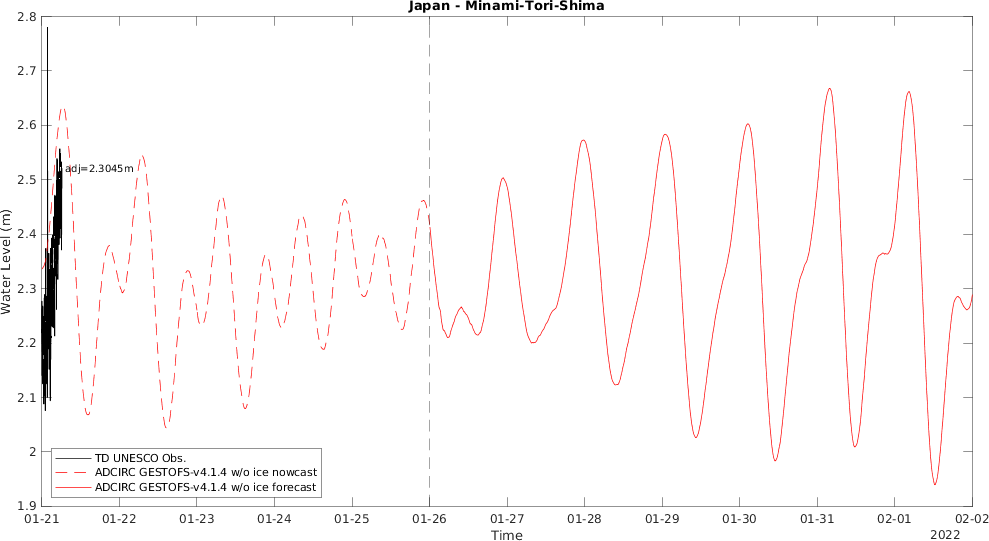 Japan - Minami-Tori-Shima
2.8
2.7
2.6
2.5
2.4
2.3
2.2
2.1
2
1.9
Water Level (m)
adj=2.3045m
TD UNESCO Obs.
ADCIRC GESTOFS-v4.1.4 w/o ice nowcast
ADCIRC GESTOFS-v4.1.4 w/o ice forecast
01-21 01-22 01-23 01-24 01-25 01-26 01-27 01-28 01-29 01-30 01-31 02-01 02-02
Time
2022